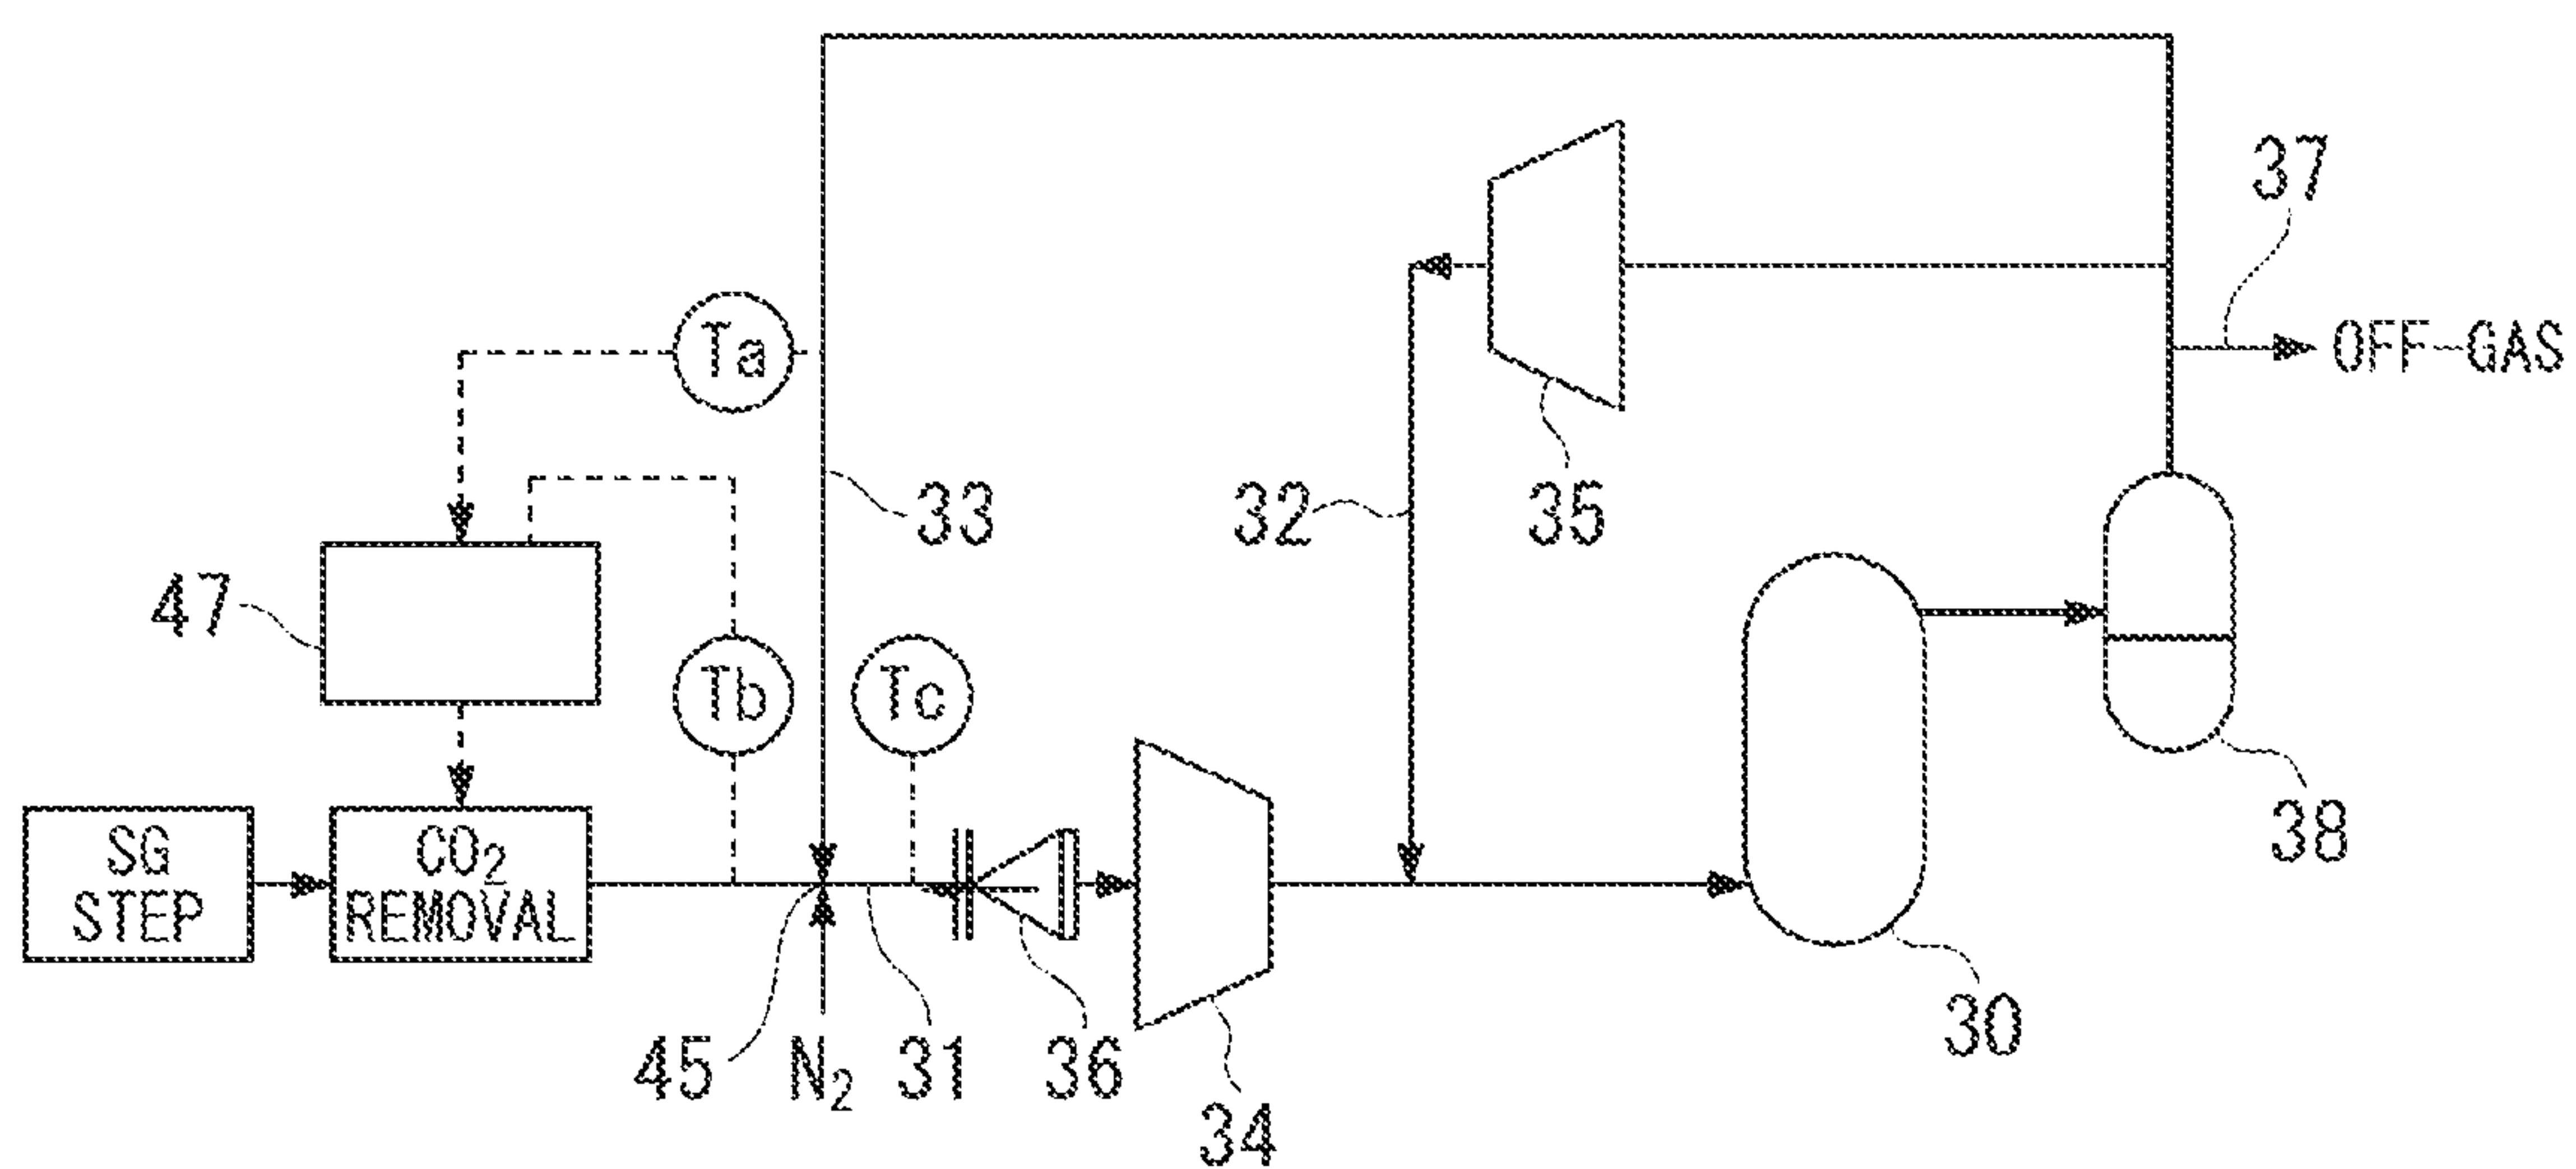 37
OFF-GAS
Ta
33
32
35
47
Tb
Tc
38
SG
STEP
CO₂
REMOVAL
30
45
N₂
31
36
34